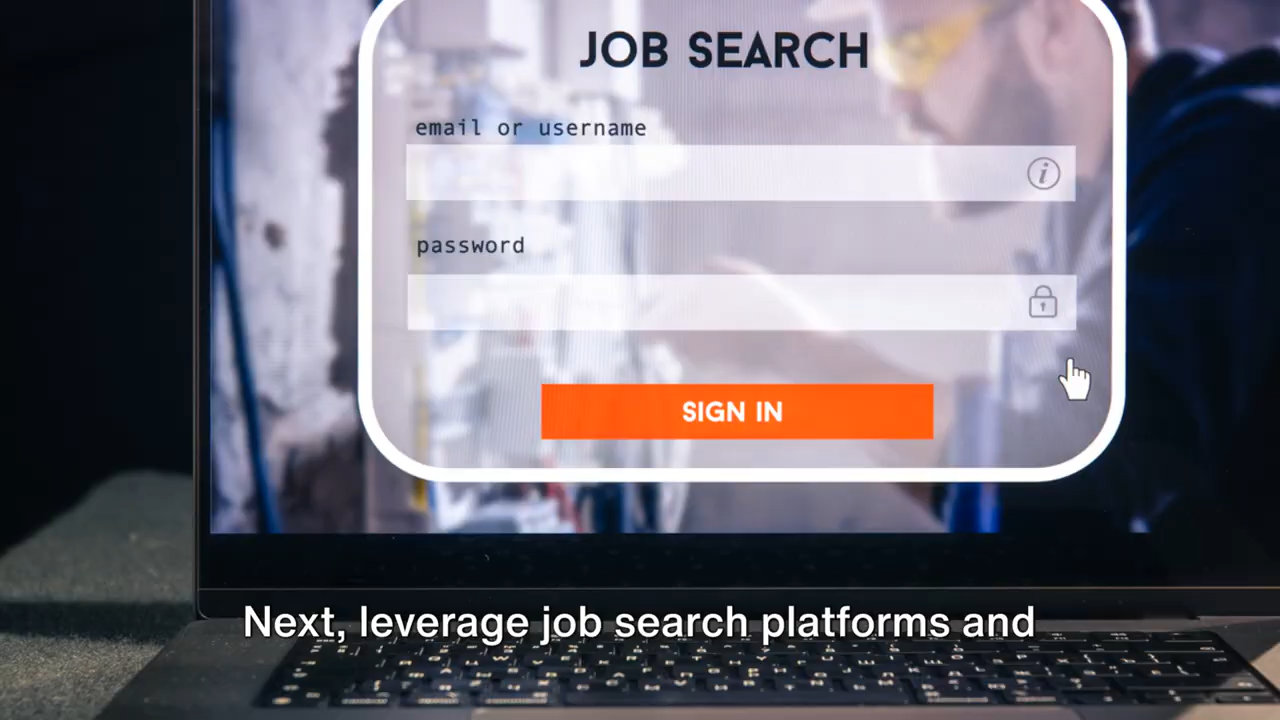 JOB SEARCH
email or username
password
SIGN IN
Next, leverage job search platforms and